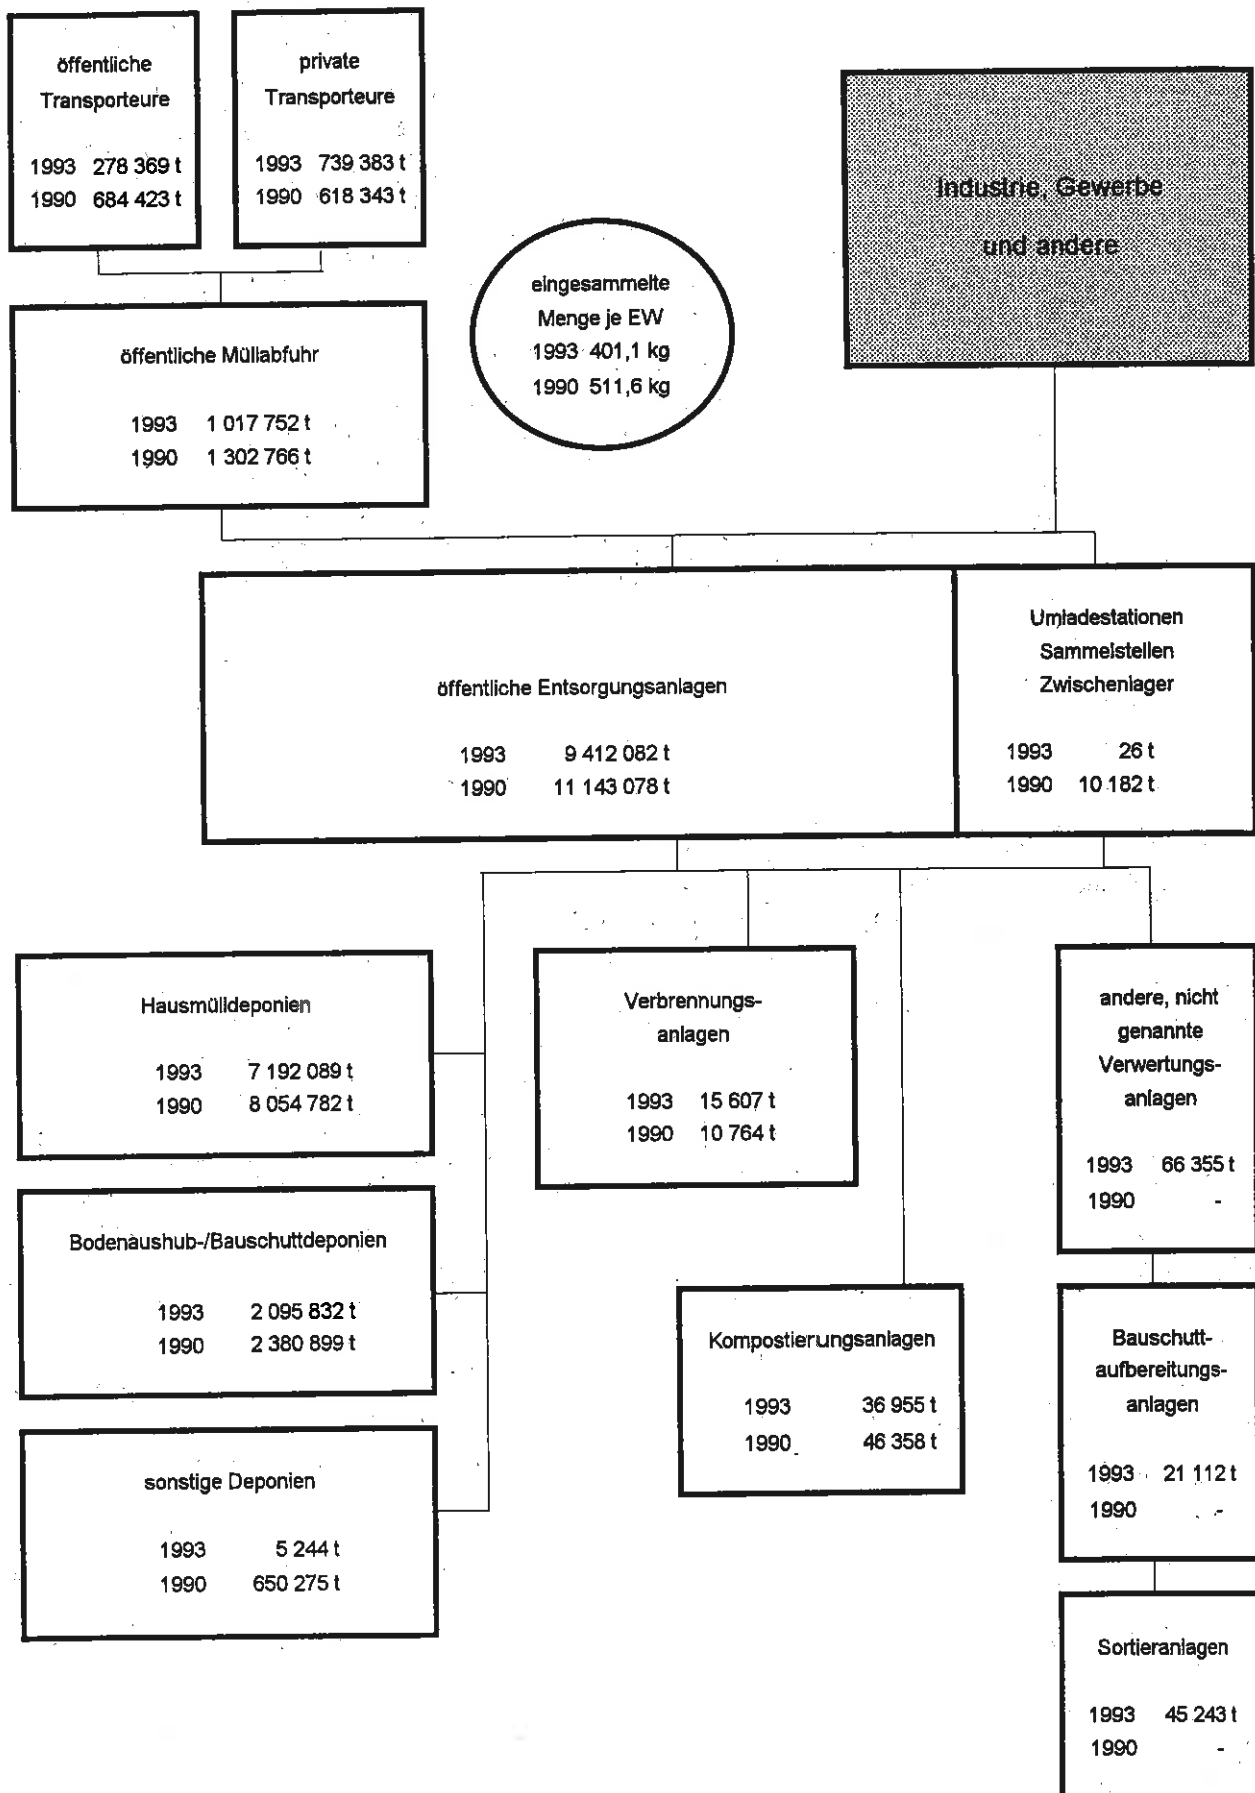 öffentliche
Transporteure
1993 278 369 t
1990 684 423 t
private
Transporteure
1993 739 383 t
1990 618 343 t
Industrie, Gewerbe
und andere
eingesammelte
Menge je EW
1993 401,1 kg
1990 511,6 kg
öffentliche Müllabfuhr
1993 1 017 752 t
1990 1 302 766 t
öffentliche Entsorgungsanlagen
1993 9 412 082 t
1990 11 143 078 t
Umladestationen
Sammelstellen
Zwischenlager
1993 26 t
1990 10 182 t
Hausmülldeponien
1993 7 192 089 t
1990 8 054 782 t
Verbrennungs-
anlagen
1993 15 607 t
1990 10 764 t
andere, nicht
genannte
Verwertungs-
anlagen
1993 66 355 t
1990 -
Bodenaushub-/Bauschuttdeponien
1993 2 095 832 t
1990 2 380 899 t
Kompostierungsanlagen
1993 36 955 t
1990 46 358 t
Bauschutt-
aufbereitungs-
anlagen
1993 21 112 t
1990 -
sonstige Deponien
1993 5 244 t
1990 650 275 t
Sortieranlagen
1993 45 243 t
1990 -